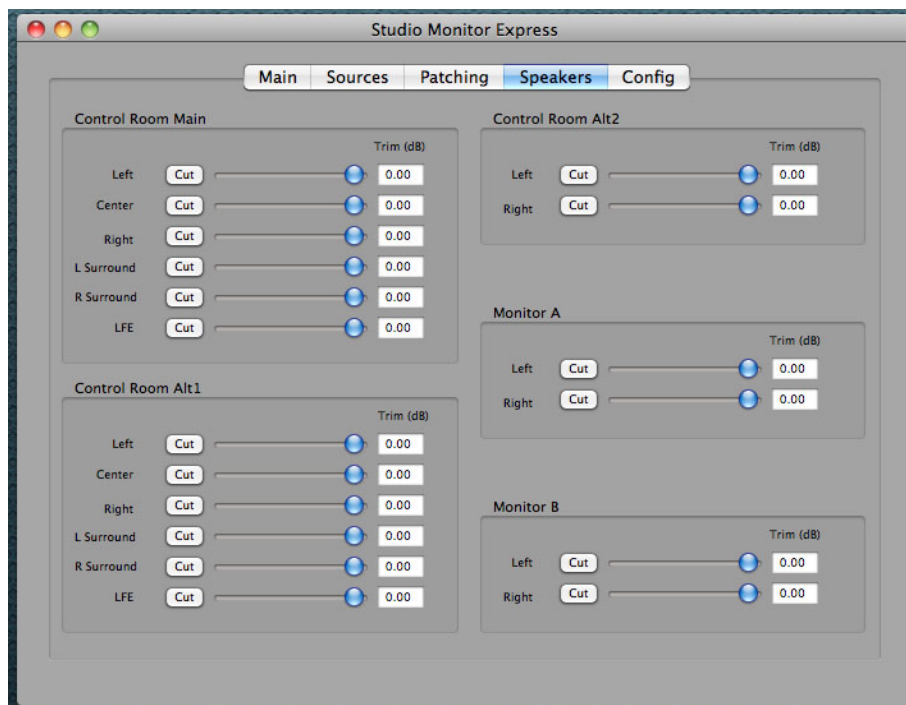 Studio Monitor Express
Main Sources Patching Speakers Config
Control Room Main
Trim (dB)
Left Cut 0.00
Center Cut 0.00
Right Cut 0.00
L Surround Cut 0.00
R Surround Cut 0.00
LFE Cut 0.00
Control Room Alt1
Trim (dB)
Left Cut 0.00
Center Cut 0.00
Right Cut 0.00
L Surround Cut 0.00
R Surround Cut 0.00
LFE Cut 0.00
Control Room Alt2
Trim (dB)
Left Cut 0.00
Right Cut 0.00
Monitor A
Trim (dB)
Left Cut 0.00
Right Cut 0.00
Monitor B
Trim (dB)
Left Cut 0.00
Right Cut 0.00